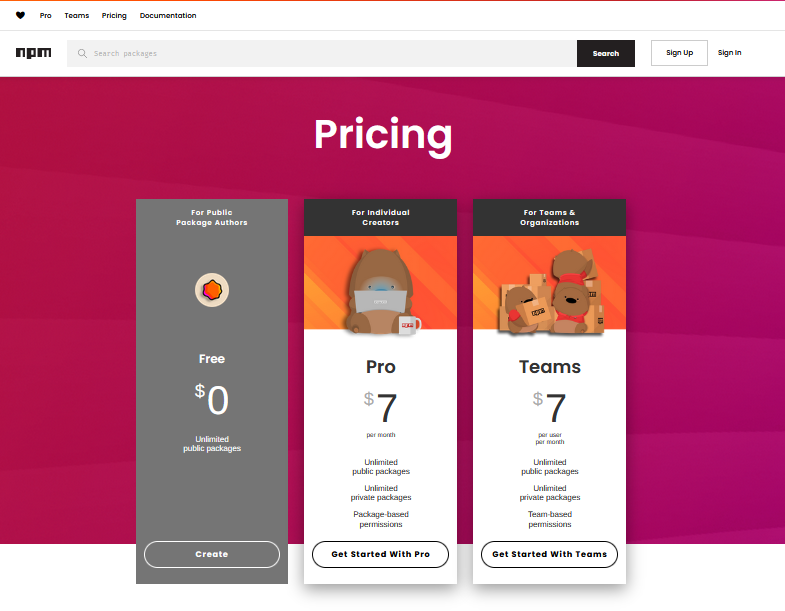 Pro Teams Pricing Documentation
npm Search packages Search Sign Up Sign In
Pricing
For Public
Package Authors
Free
$0
Unlimited
public packages
Create
For Individual
Creators
npm
Pro
$7
per month
Unlimited
public packages
Unlimited
private packages
Package-based
permissions
Get Started With Pro
For Teams &
Organizations
npm
Teams
$7
per user
per month
Unlimited
public packages
Unlimited
private packages
Team-based
permissions
Get Started With Teams